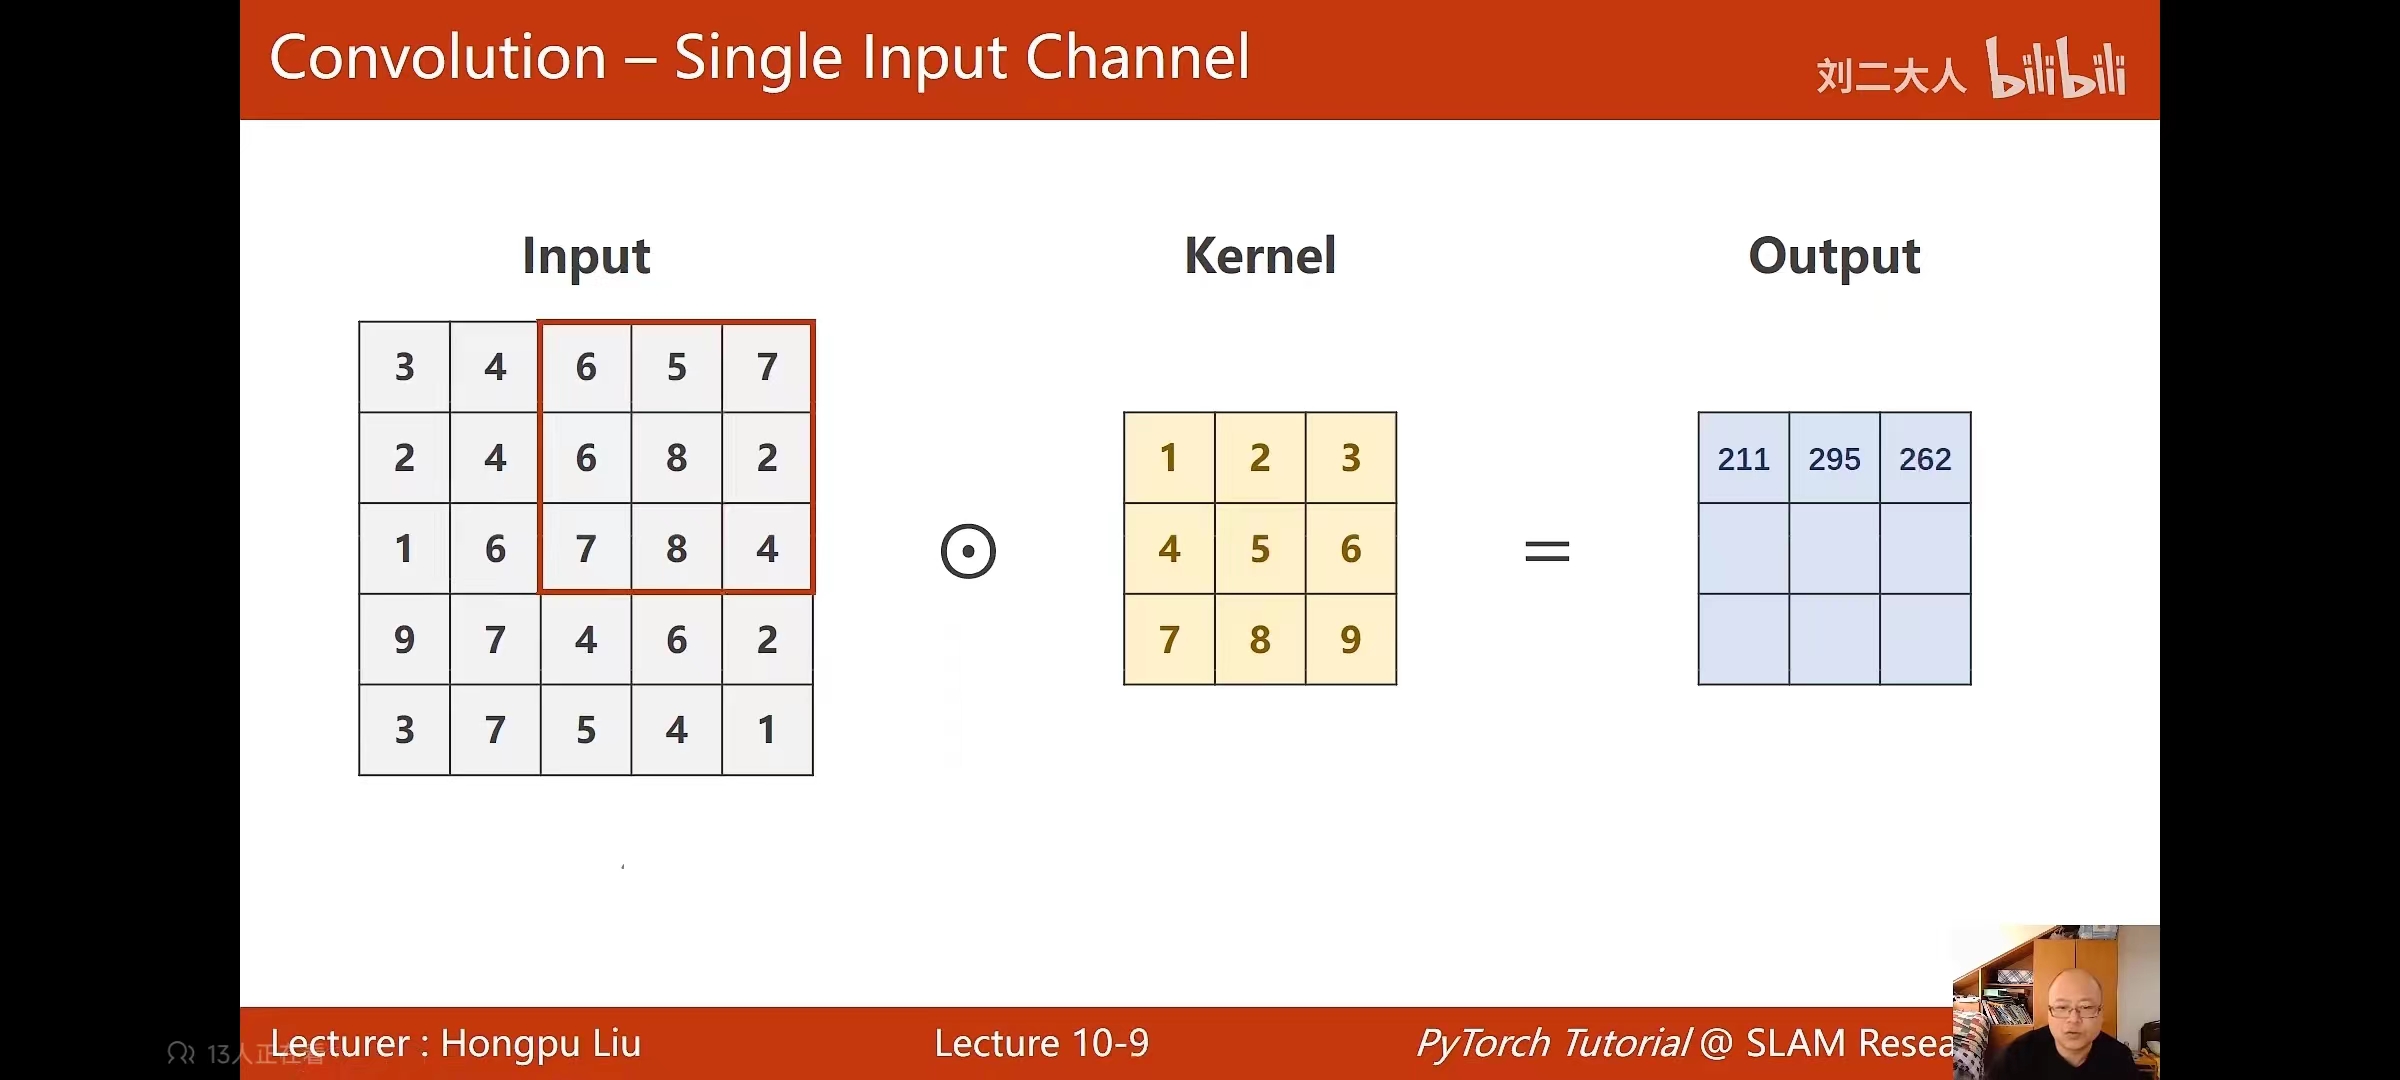 Convolution – Single Input Channel
刘二大人 bilibili
Input
Kernel
Output
3 4 6 5 7
2 4 6 8 2
1 6 7 8 4
9 7 4 6 2
3 7 5 4 1
⊙
1 2 3
4 5 6
7 8 9
=
211 295 262
13人正在看
Lecturer : Hongpu Liu
Lecture 10-9
PyTorch Tutorial @ SLAM Resea